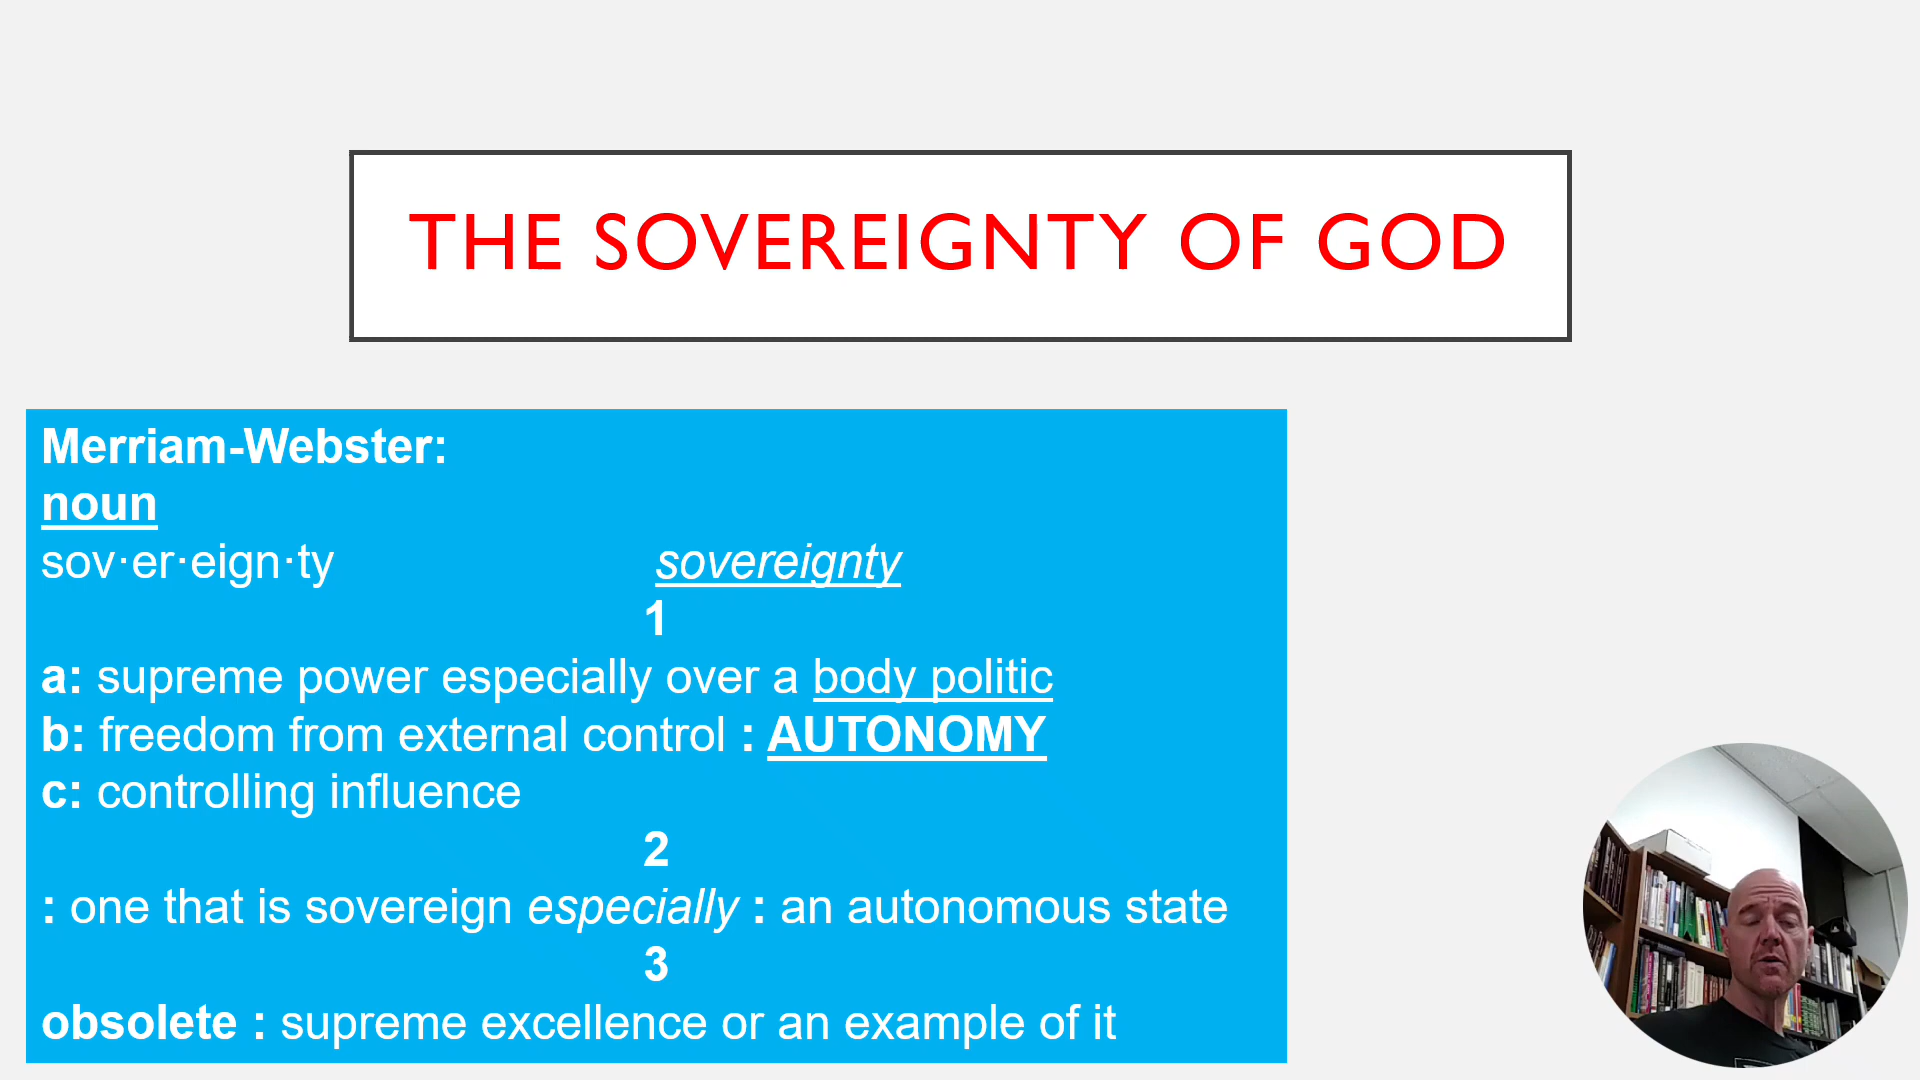 THE SOVEREIGNTY OF GOD
Merriam-Webster:
noun
sov·er·eign·ty sovereignty
1
a: supreme power especially over a body politic
b: freedom from external control : AUTONOMY
c: controlling influence
2
: one that is sovereign especially : an autonomous state
3
obsolete : supreme excellence or an example of it